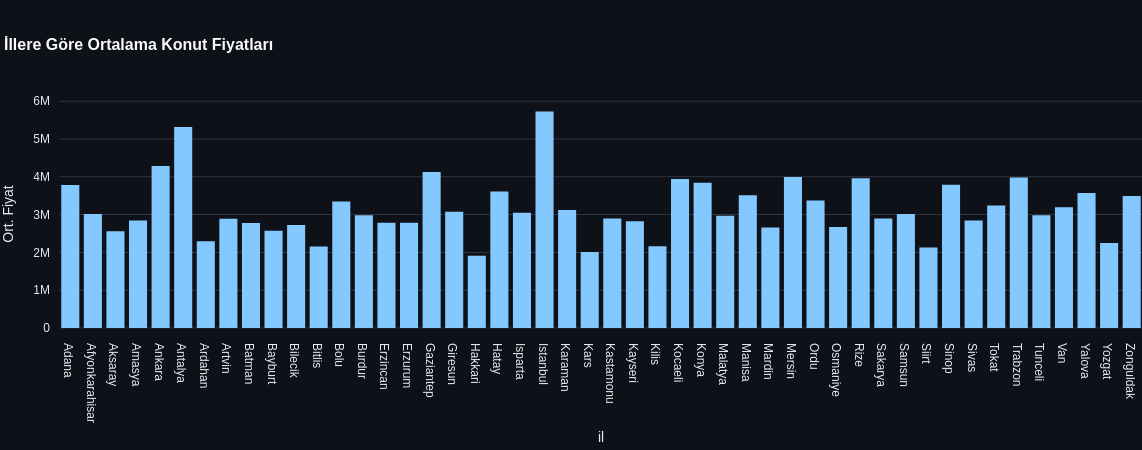 İllere Göre Ortalama Konut Fiyatları
6M
5M
4M
3M
2M
1M
0
Ort. Fiyat
Adana
Afyonkarahisar
Aksaray
Amasya
Ankara
Antalya
Ardahan
Artvin
Batman
Bayburt
Bilecik
Bitlis
Bolu
Burdur
Erzincan
Erzurum
Gaziantep
Giresun
Hakkari
Hatay
Isparta
Istanbul
Karaman
Kars
Kastamonu
Kayseri
Kilis
Kocaeli
Konya
Malatya
Manisa
Mardin
Mersin
Ordu
Osmaniye
Rize
Sakarya
Samsun
Siirt
Sinop
Sivas
Tokat
Trabzon
Tunceli
Van
Yalova
Yozgat
Zonguldak
il